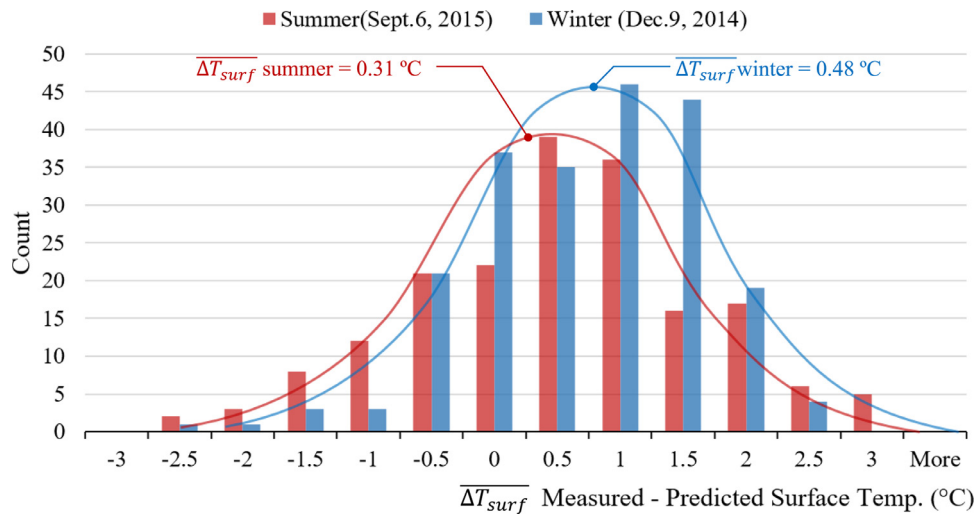 Summer(Sept.6, 2015) Winter (Dec.9, 2014)
50
ΔT_surf summer = 0.31 ºC ΔT_surf winter = 0.48 ºC
45
40
35
30
25
20
15
10
5
0
Count
-3 -2.5 -2 -1.5 -1 -0.5 0 0.5 1 1.5 2 2.5 3 More
ΔT_surf Measured - Predicted Surface Temp. (°C)